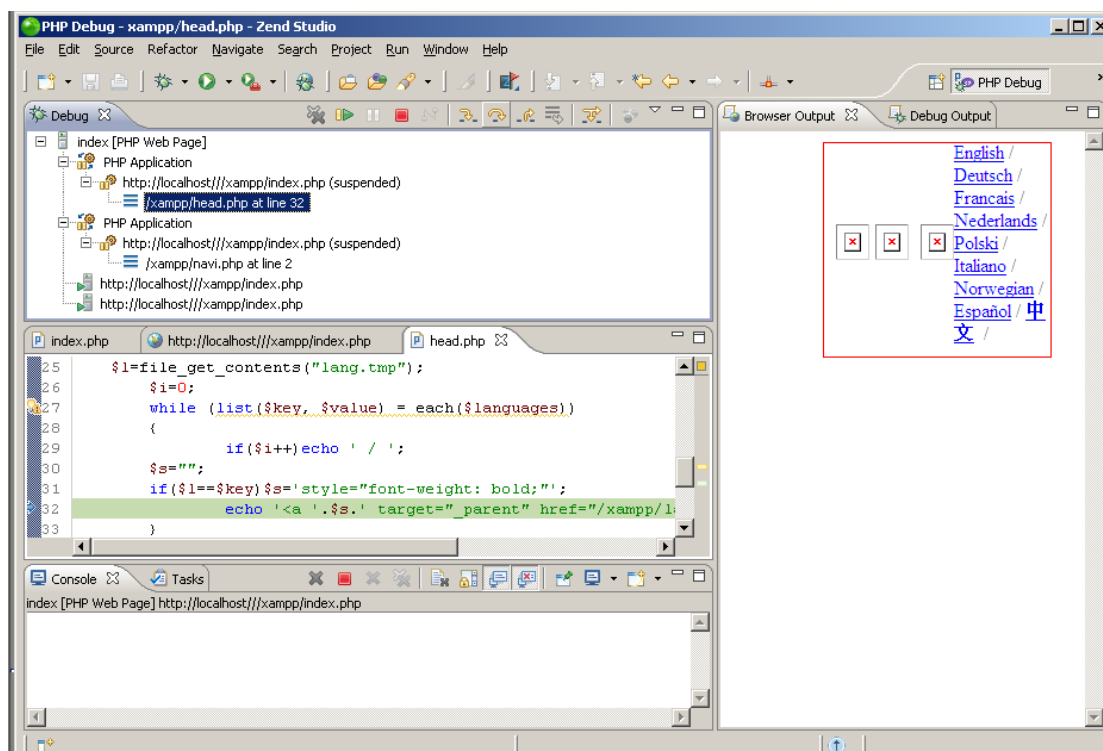 PHP Debug - xampp/head.php - Zend Studio
File Edit Source Refactor Navigate Search Project Run Window Help
PHP Debug
Debug
index [PHP Web Page]
PHP Application
http://localhost///xampp/index.php (suspended)
/xampp/head.php at line 32
PHP Application
http://localhost///xampp/index.php (suspended)
/xampp/navi.php at line 2
http://localhost///xampp/index.php
http://localhost///xampp/index.php
index.php http://localhost///xampp/index.php head.php
25 $l=file_get_contents("lang.tmp");
26 $i=0;
27 while (list($key, $value) = each($languages))
28 {
29 if($i++)echo ' / ';
30 $s="";
31 if($l==$key)$s='style="font-weight: bold;"';
32 echo '<a '.$s.' target="_parent" href="/xampp/la
33 }
Console Tasks
index [PHP Web Page] http://localhost///xampp/index.php
Browser Output Debug Output
English /
Deutsch /
Francais /
Nederlands /
Polski /
Italiano /
Norwegian /
Español / 中
文 /